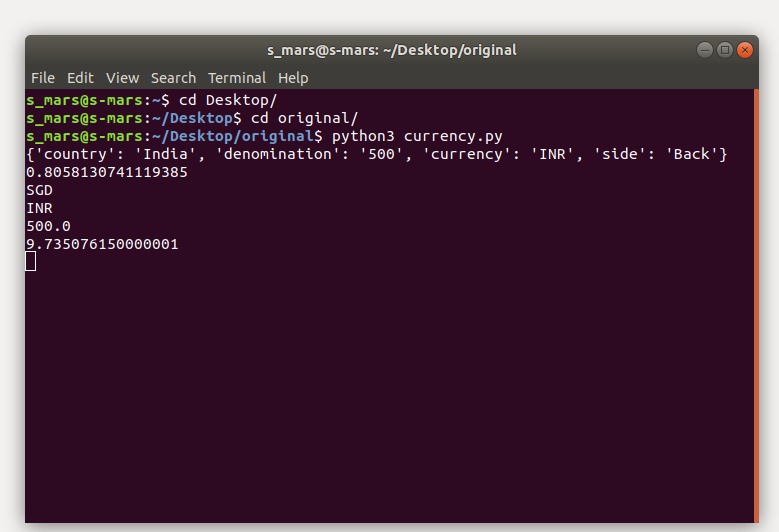 s_mars@s-mars: ~/Desktop/original
File Edit View Search Terminal Help
s_mars@s-mars:~$ cd Desktop/
s_mars@s-mars:~/Desktop$ cd original/
s_mars@s-mars:~/Desktop/original$ python3 currency.py
{'country': 'India', 'denomination': '500', 'currency': 'INR', 'side': 'Back'}
0.8058130741119385
SGD
INR
500.0
9.735076150000001